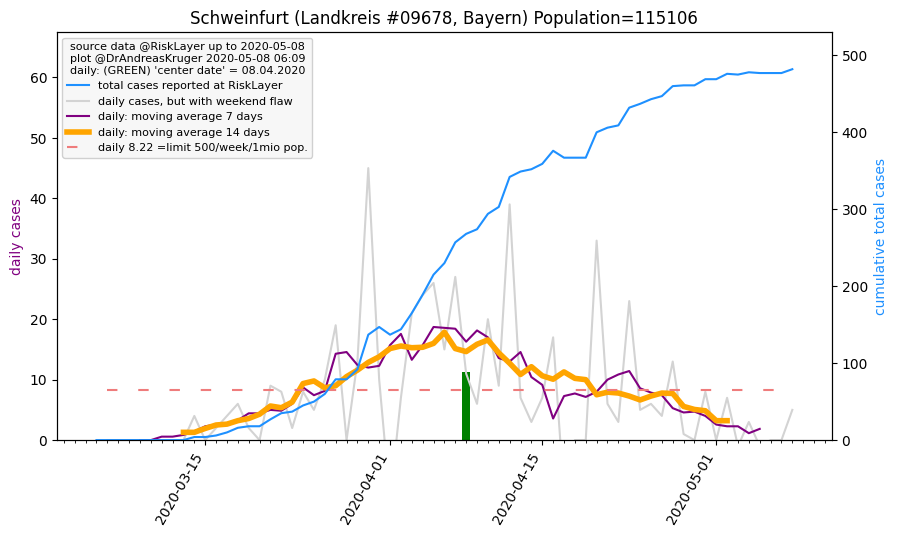 Schweinfurt (Landkreis #09678, Bayern) Population=115106
source data @RiskLayer up to 2020-05-08
plot @DrAndreasKruger 2020-05-08 06:09
daily: (GREEN) 'center date' = 08.04.2020
total cases reported at RiskLayer
daily cases, but with weekend flaw
daily: moving average 7 days
daily: moving average 14 days
daily 8.22 =limit 500/week/1mio pop.
daily cases
0
10
20
30
40
50
60
cumulative total cases
0
100
200
300
400
500
2020-03-15
2020-04-01
2020-04-15
2020-05-01